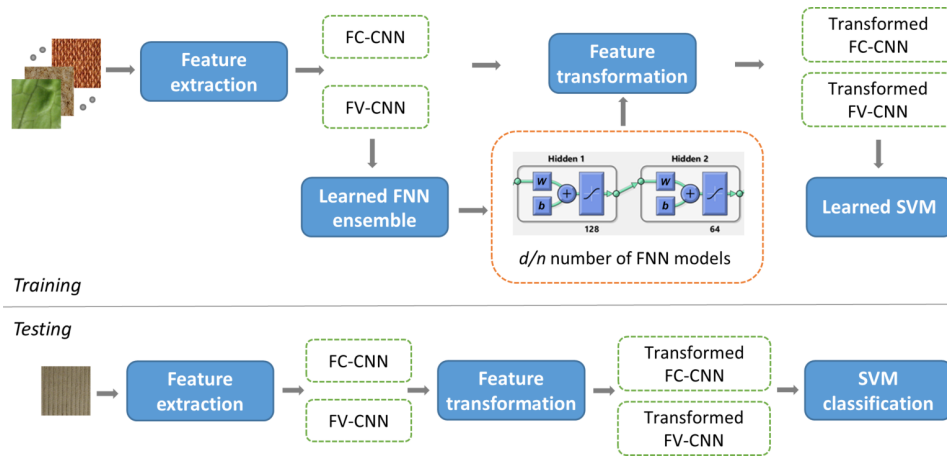 Feature
extraction
FC-CNN
FV-CNN
Feature
transformation
Transformed
FC-CNN
Transformed
FV-CNN
Learned FNN
ensemble
Hidden 1
W
b
+
128
Hidden 2
W
b
+
64
d/n number of FNN models
Learned SVM
Training
Testing
Feature
extraction
FC-CNN
FV-CNN
Feature
transformation
Transformed
FC-CNN
Transformed
FV-CNN
SVM
classification